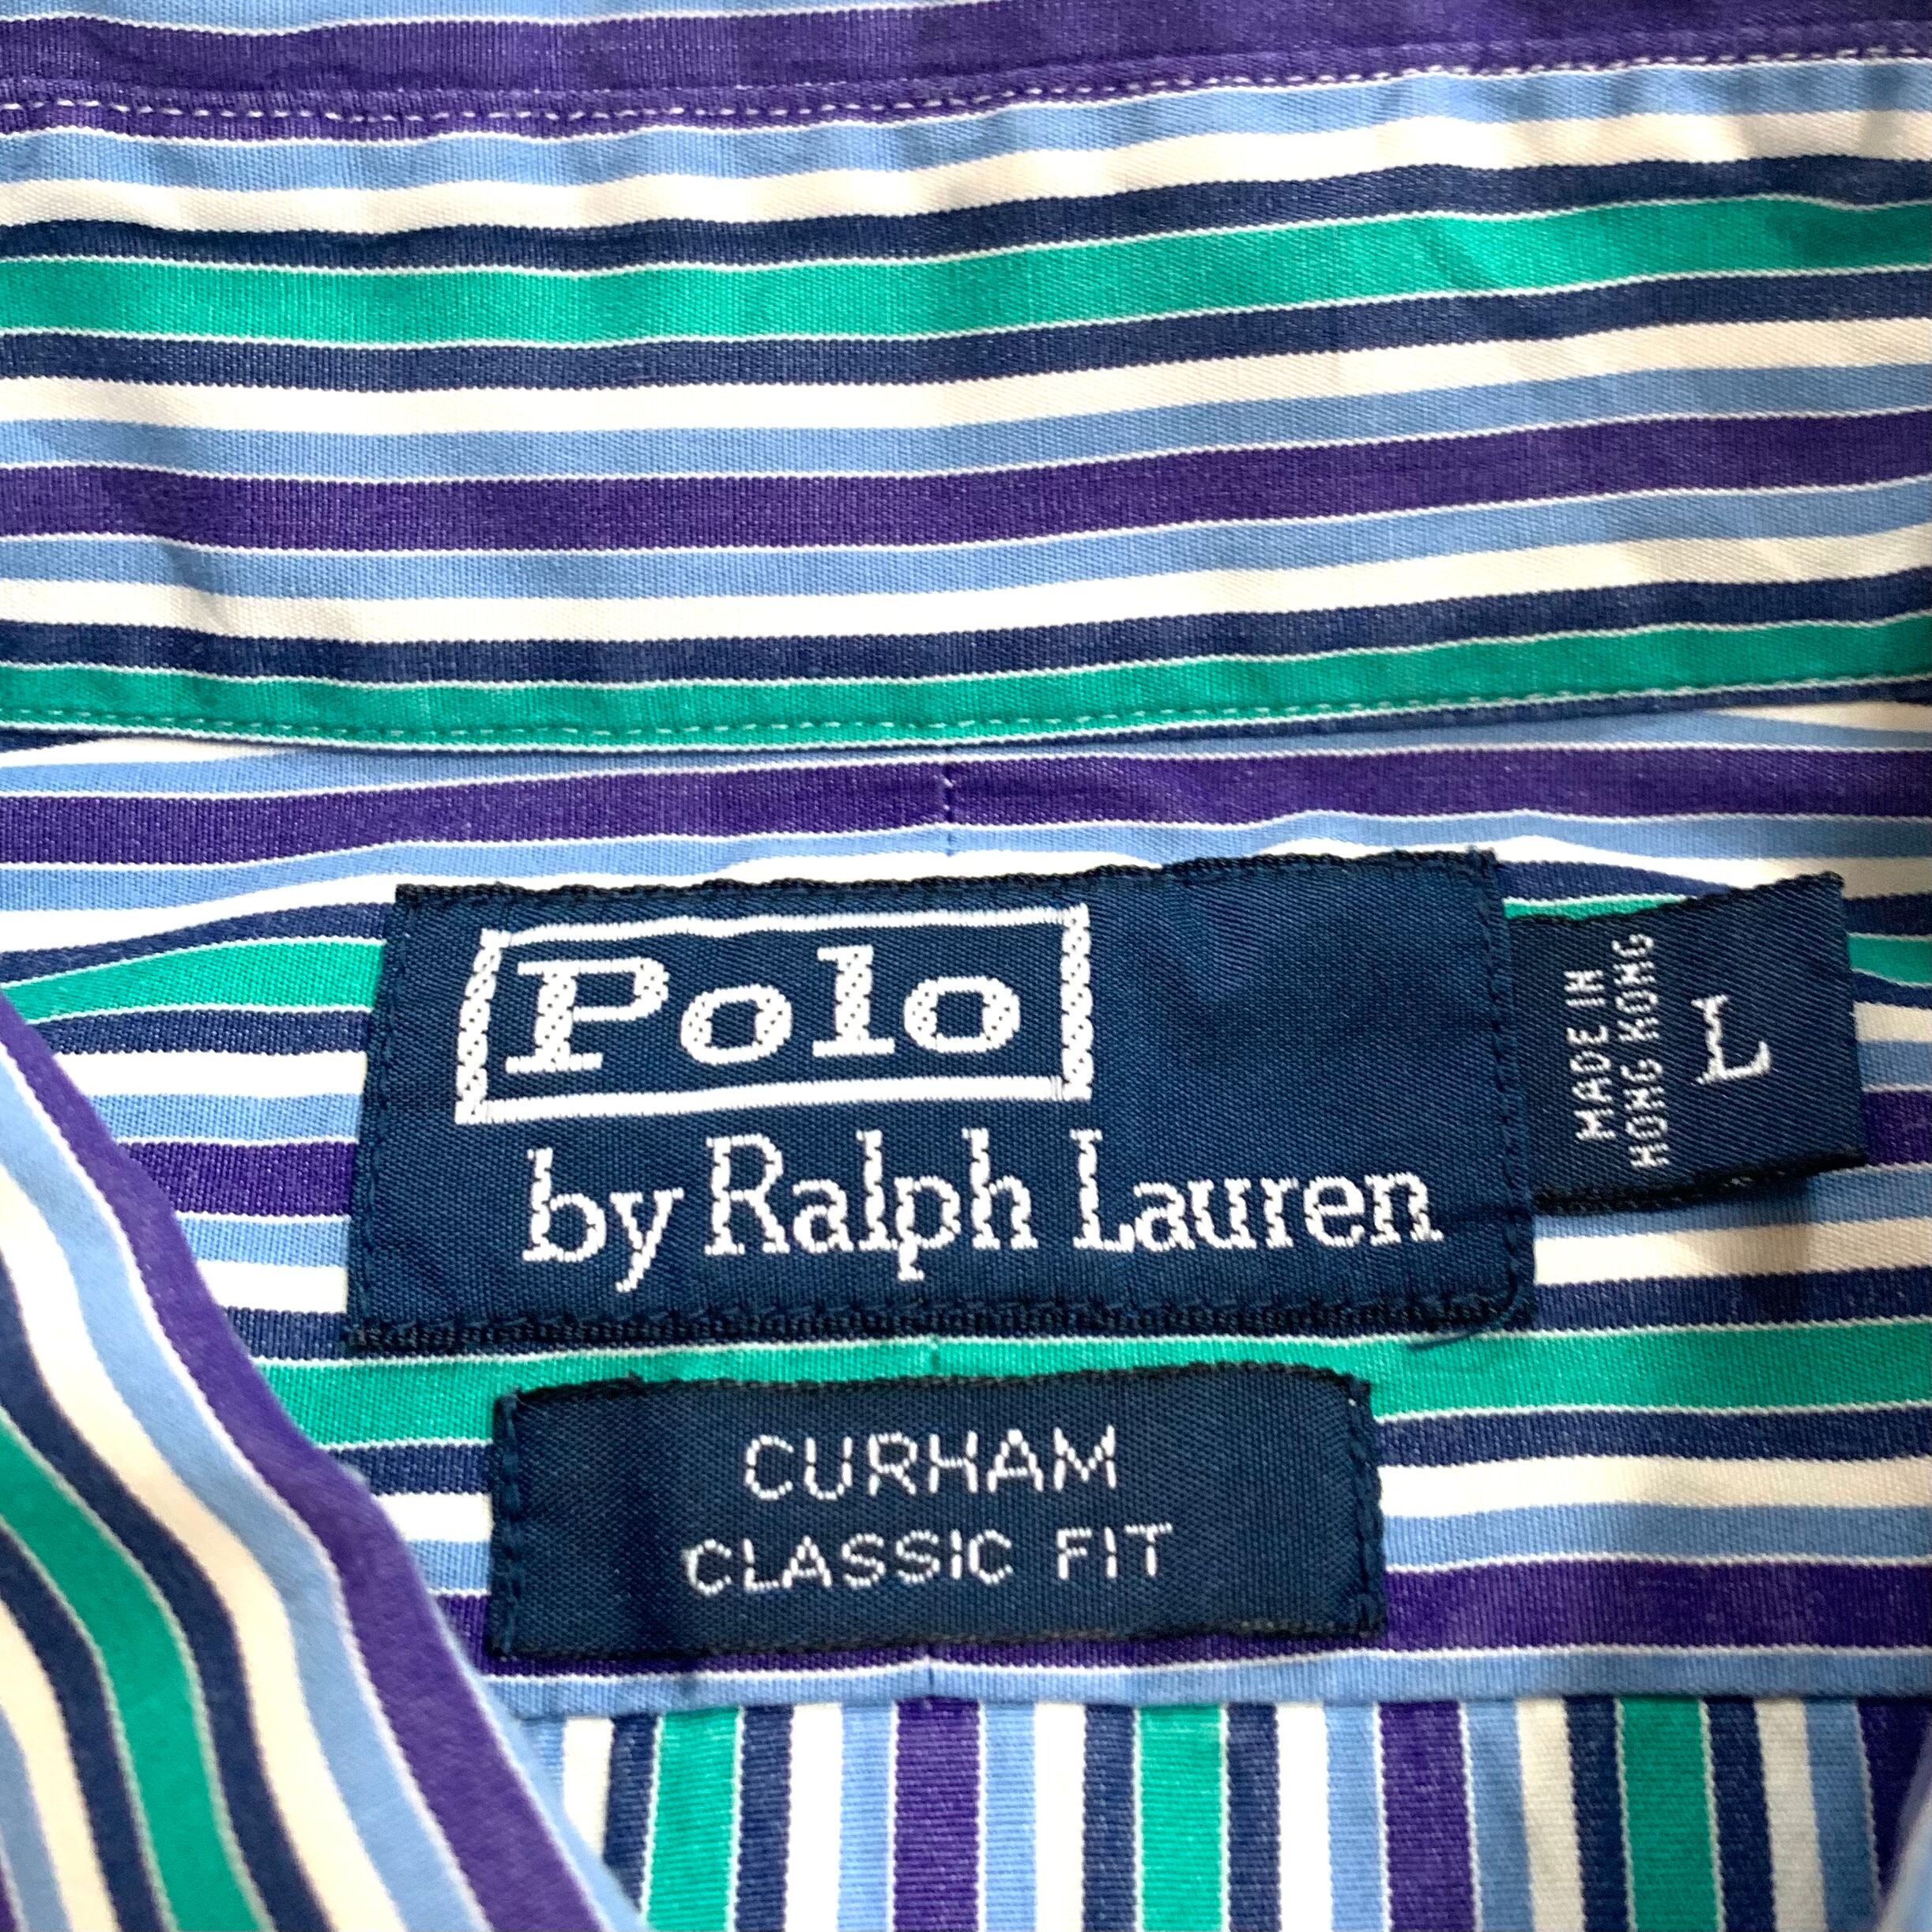 Polo
by Ralph Lauren
MADE IN
HONG KONG
L
CURHAM
CLASSIC FIT